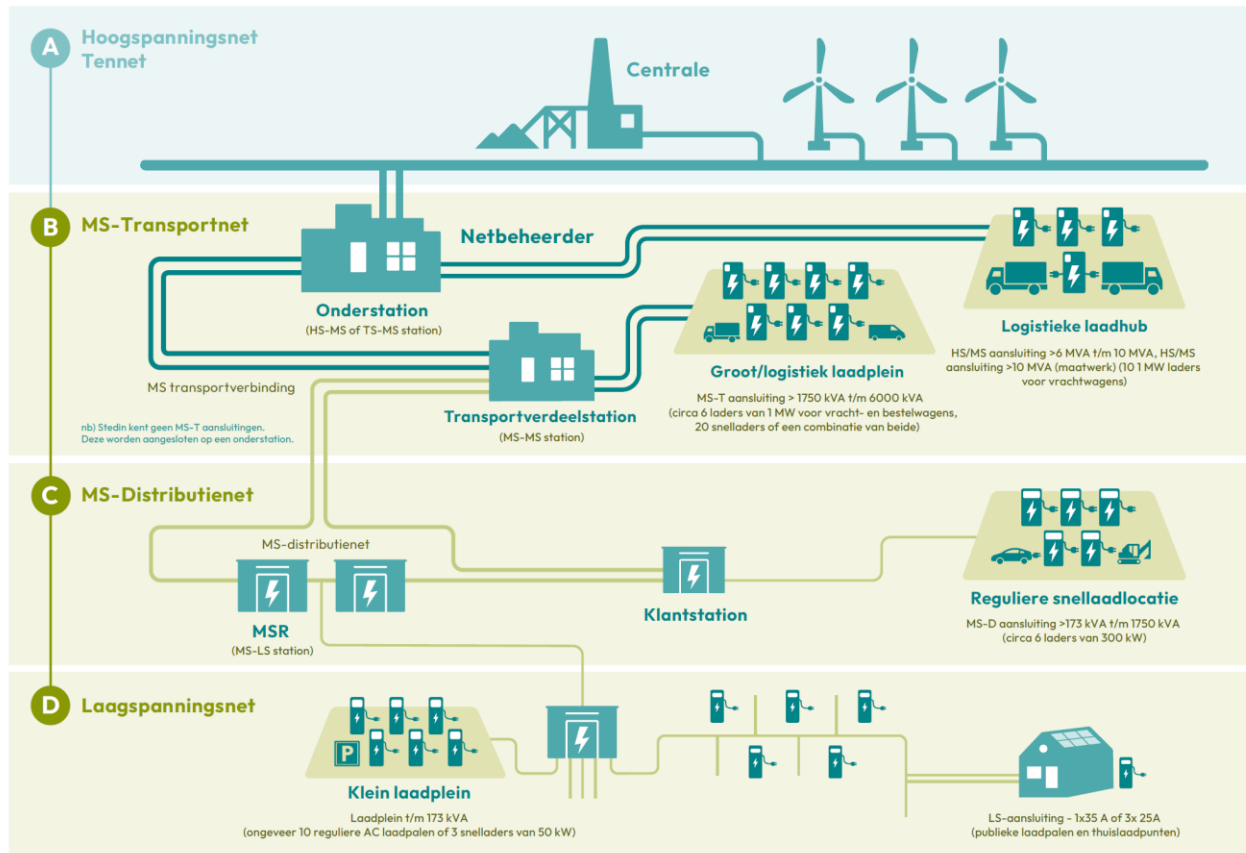 A
Hoogspanningsnet
Tennet
Centrale
B
MS-Transportnet
Netbeheerder
Onderstation
(HS-MS of TS-MS station)
Logistieke laadhub
HS/MS aansluiting >6 MVA t/m 10 MVA, HS/MS
aansluiting >10 MVA (maatwerk) (10 1 MW laders
voor vrachtwagens)
Groot/logistiek laadplein
MS-T aansluiting > 1750 kVA t/m 6000 kVA
(circa 6 laders van 1 MW voor vracht- en bestelwagens,
20 snelladers of een combinatie van beide)
MS transportverbinding
Transportverdeelstation
(MS-MS station)
nb) Stedin kent geen MS-T aansluitingen.
Deze worden aangesloten op een onderstation.
C
MS-Distributienet
MS-distributienet
MSR
(MS-LS station)
Klantstation
Reguliere snellaadlocatie
MS-D aansluiting >173 kVA t/m 1750 kVA
(circa 6 laders van 300 kW)
D
Laagspanningsnet
P
Klein laadplein
Laadplein t/m 173 kVA
(ongeveer 10 reguliere AC laadpalen of 3 snelladers van 50 kW)
LS-aansluiting - 1x35 A of 3x 25A
(publieke laadpalen en thuislaadpunten)